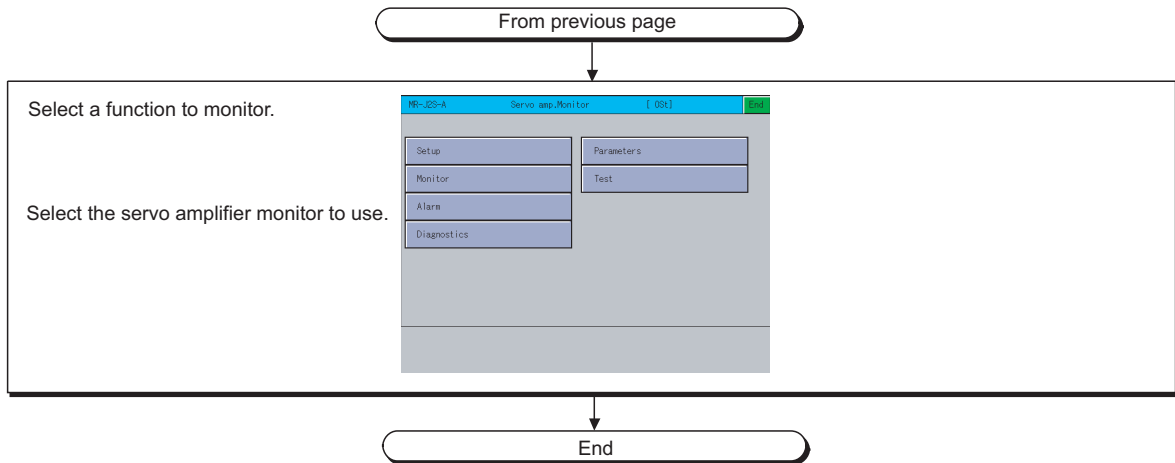 From previous page
Select a function to monitor.
Select the servo amplifier monitor to use.
MR-J2S-A Servo amp.Monitor [ 0St] End
Setup Parameters
Monitor Test
Alarm
Diagnostics
End